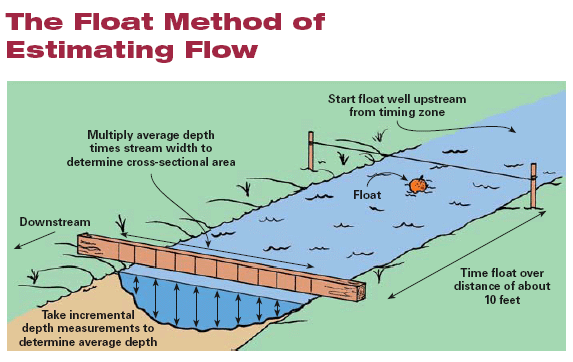 The Float Method of
Estimating Flow
Start float well upstream
from timing zone
Multiply average depth
times stream width to
determine cross-sectional area
Float
Downstream
Time float over
distance of about
10 feet
Take incremental
depth measurements to
determine average depth